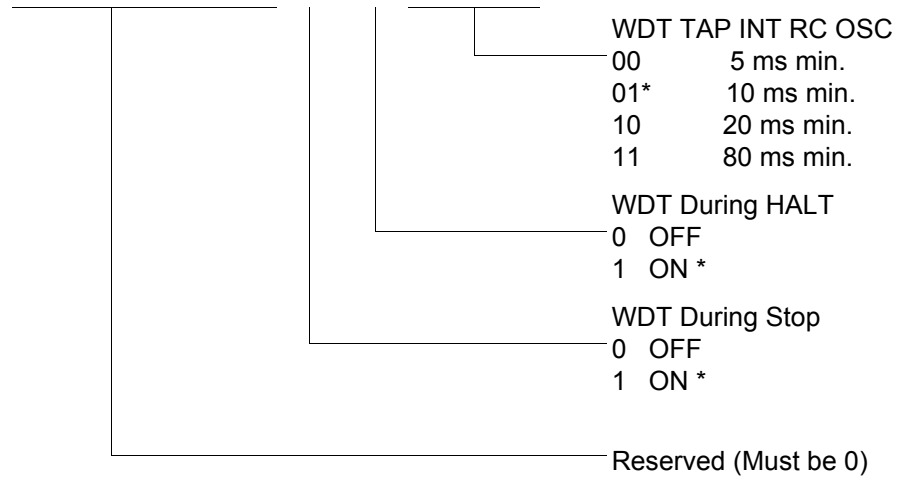 WDT TAP INT RC OSC
00 5 ms min.
01* 10 ms min.
10 20 ms min.
11 80 ms min.
WDT During HALT
0 OFF
1 ON *
WDT During Stop
0 OFF
1 ON *
Reserved (Must be 0)